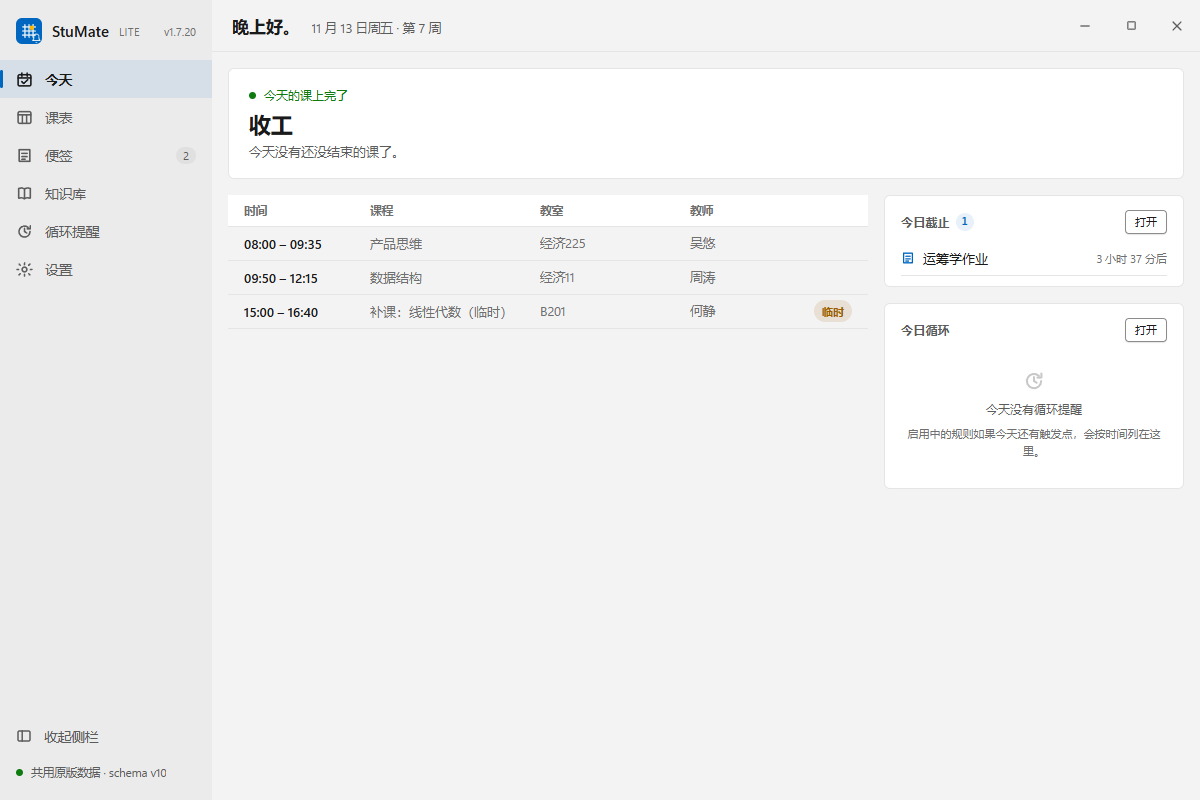 StuMate LITE v1.7.20
今天
课表
便签 2
知识库
循环提醒
设置
收起侧栏
共用原版数据 · schema v10
晚上好。 11 月 13 日周五 · 第 7 周
今天的课上完了
收工
今天没有还没结束的课了。
时间 课程 教室 教师
08:00 – 09:35 产品思维 经济225 吴悠
09:50 – 12:15 数据结构 经济11 周涛
15:00 – 16:40 补课：线性代数（临时） B201 何静 临时
今日截止 1 打开
运筹学作业 3 小时 37 分后
今日循环 打开
今天没有循环提醒
启用中的规则如果今天还有触发点，会按时间列在这
里。